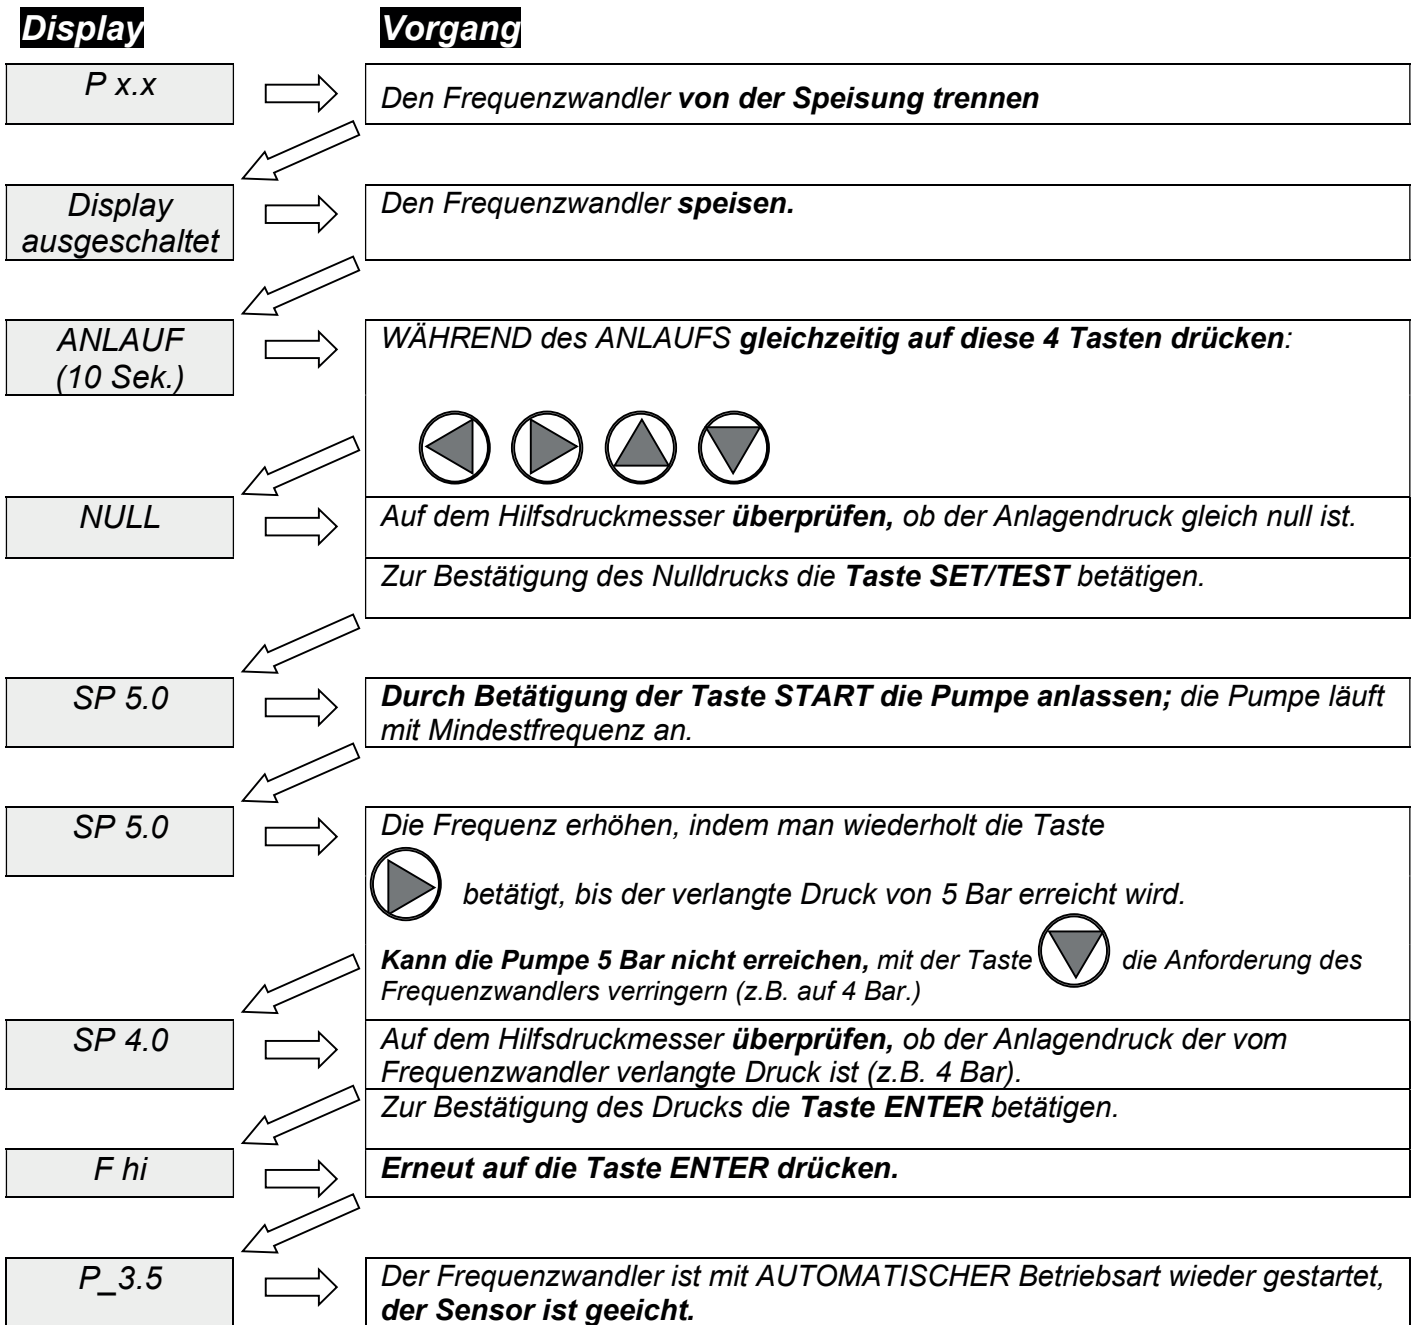 Display
Vorgang
P x.x
Den Frequenzwandler von der Speisung trennen
Display
ausgeschaltet
Den Frequenzwandler speisen.
ANLAUF
(10 Sek.)
WÄHREND des ANLAUFS gleichzeitig auf diese 4 Tasten drücken:
NULL
Auf dem Hilfsdruckmesser überprüfen, ob der Anlagendruck gleich null ist.
Zur Bestätigung des Nulldrucks die Taste SET/TEST betätigen.
SP 5.0
Durch Betätigung der Taste START die Pumpe anlassen; die Pumpe läuft
mit Mindestfrequenz an.
SP 5.0
Die Frequenz erhöhen, indem man wiederholt die Taste
betätigt, bis der verlangte Druck von 5 Bar erreicht wird.
Kann die Pumpe 5 Bar nicht erreichen, mit der Taste die Anforderung des
Frequenzwandlers verringern (z.B. auf 4 Bar.)
SP 4.0
Auf dem Hilfsdruckmesser überprüfen, ob der Anlagendruck der vom
Frequenzwandler verlangte Druck ist (z.B. 4 Bar).
Zur Bestätigung des Drucks die Taste ENTER betätigen.
F hi
Erneut auf die Taste ENTER drücken.
P_3.5
Der Frequenzwandler ist mit AUTOMATISCHER Betriebsart wieder gestartet,
der Sensor ist geeicht.